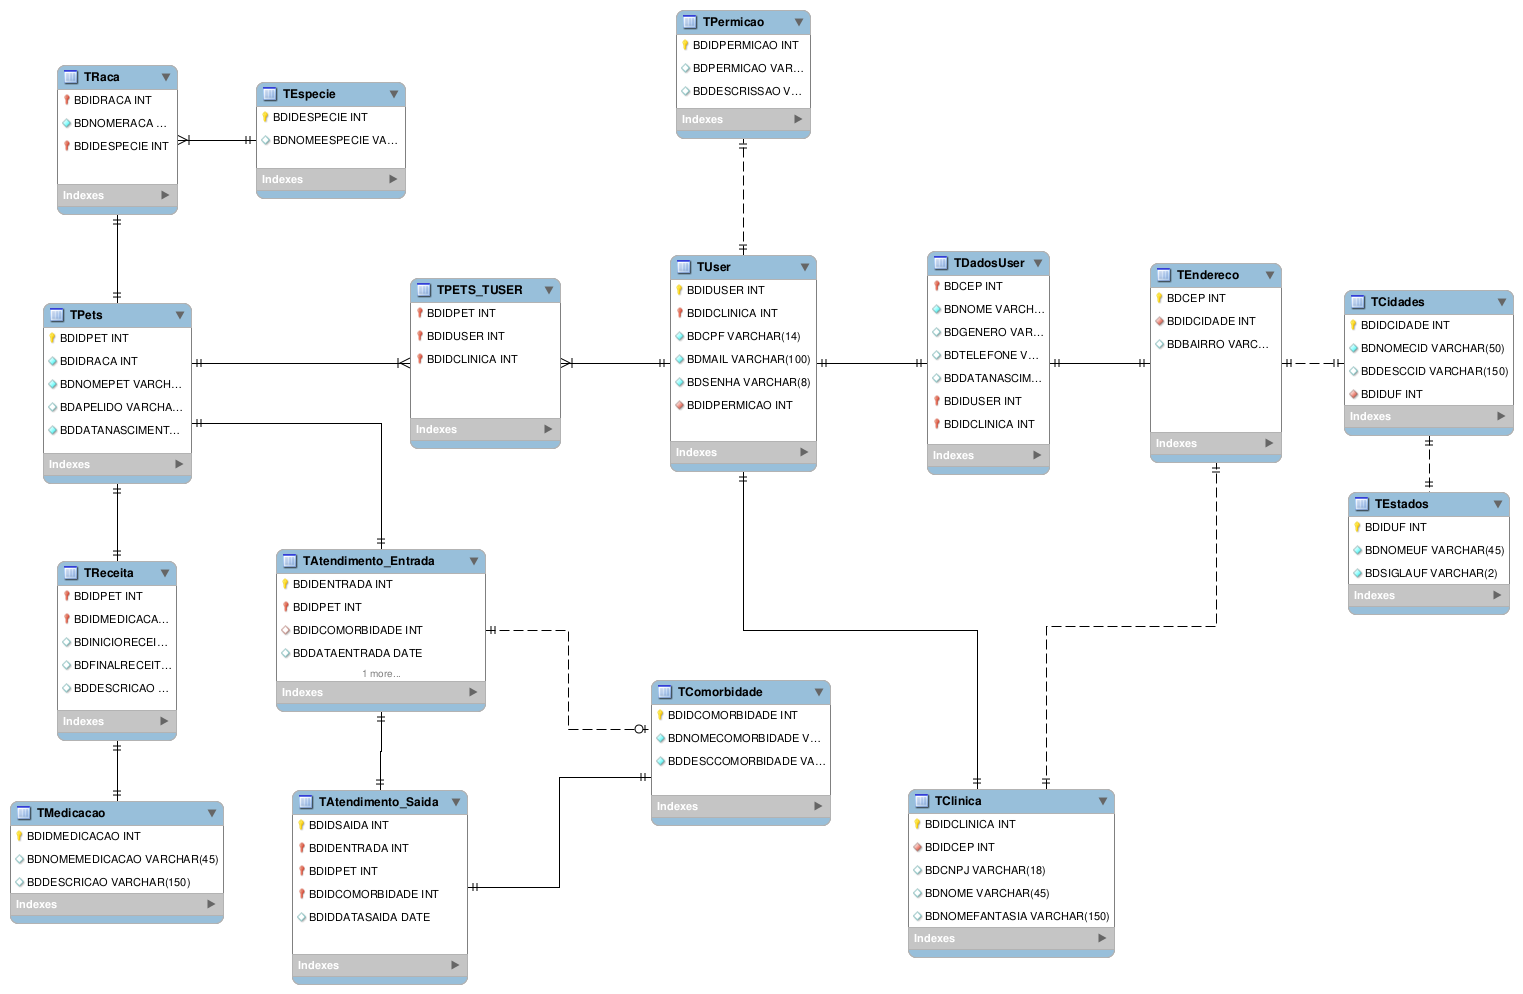 TPermicao
BDIDPERMICAO INT
BDPERMICAO VAR...
BDDESCRISSAO V...
Indexes
TRaca
BDIDRACA INT
BDNOMERACA ...
BDIDESPECIE INT
Indexes
TEspecie
BDIDESPECIE INT
BDNOMEESPECIE VA...
Indexes
TPets
BDIDPET INT
BDIDRACA INT
BDNOMEPET VARCH...
BDAPELIDO VARCHA...
BDDATANASCIMENT...
Indexes
TPETS_TUSER
BDIDPET INT
BDIDUSER INT
BDIDCLINICA INT
Indexes
TUser
BDIDUSER INT
BDIDCLINICA INT
BDCPF VARCHAR(14)
BDMAIL VARCHAR(100)
BDSENHA VARCHAR(8)
BDIDPERMICAO INT
Indexes
TDadosUser
BDCEP INT
BDNOME VARCH...
BDGENERO VAR...
BDTELEFONE V...
BDDATANASCIM...
BDIDUSER INT
BDIDCLINICA INT
Indexes
TEndereco
BDCEP INT
BDIDCIDADE INT
BDBAIRRO VARC...
Indexes
TCidades
BDIDCIDADE INT
BDNOMECID VARCHAR(50)
BDDESCCID VARCHAR(150)
BDIDUF INT
Indexes
TEstados
BDIDUF INT
BDNOMEUF VARCHAR(45)
BDSIGLAUF VARCHAR(2)
Indexes
TReceita
BDIDPET INT
BDIDMEDICACA...
BDINICIORECEI...
BDFINALRECEIT...
BDDESCRICAO ...
Indexes
TAtendimento_Entrada
BDIDENTRADA INT
BDIDPET INT
BDIDCOMORBIDADE INT
BDDATAENTRADA DATE
1 more...
Indexes
TComorbidade
BDIDCOMORBIDADE INT
BDNOMECOMORBIDADE V...
BDDESCCOMORBIDADE VA...
Indexes
TMedicacao
BDIDMEDICACAO INT
BDNOMEMEDICACAO VARCHAR(45)
BDDESCRICAO VARCHAR(150)
Indexes
TAtendimento_Saida
BDIDSAIDA INT
BDIDENTRADA INT
BDIDPET INT
BDIDCOMORBIDADE INT
BDIDDATASAIDA DATE
Indexes
TClinica
BDIDCLINICA INT
BDIDCEP INT
BDCNPJ VARCHAR(18)
BDNOME VARCHAR(45)
BDNOMEFANTASIA VARCHAR(150)
Indexes